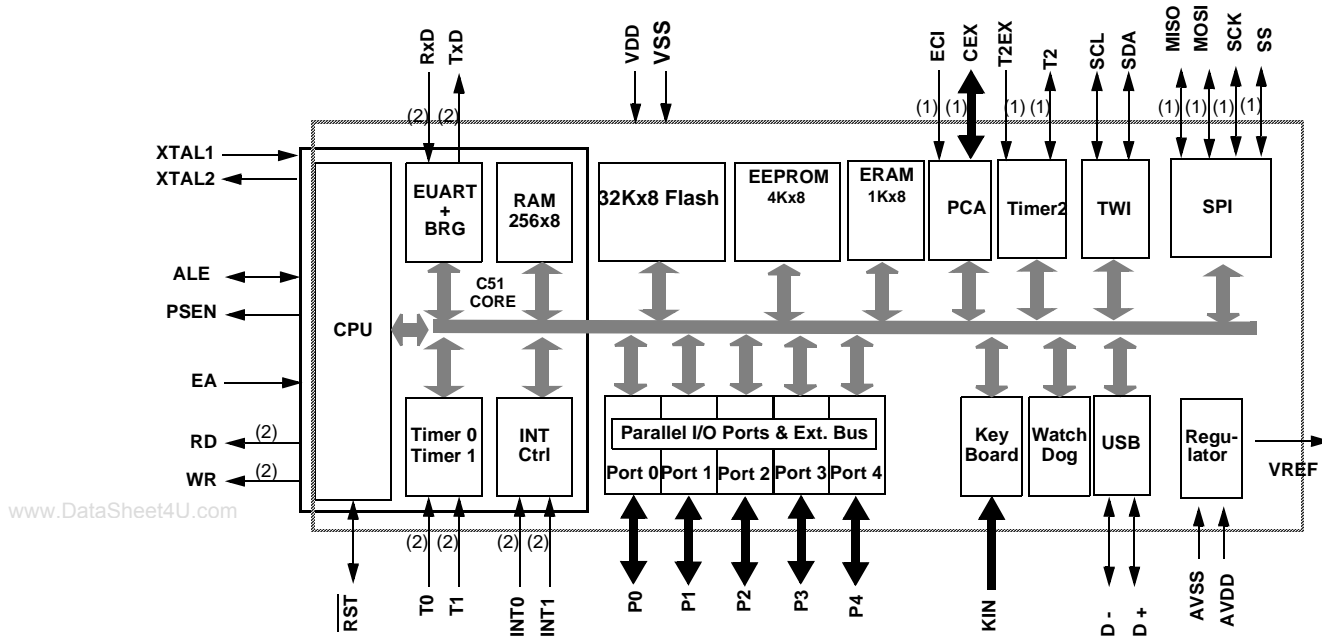 RxD
TxD
VDD
VSS
ECI
CEX
T2EX
T2
SCL
SDA
MISO
MOSI
SCK
SS
(2) (2)
(1) (1) (1) (1)
(1) (1) (1) (1)
XTAL1
XTAL2
ALE
PSEN
EA
RD (2)
WR (2)
CPU
EUART
+
BRG
RAM
256x8
C51
CORE
32Kx8 Flash
EEPROM
4Kx8
ERAM
1Kx8
PCA
Timer2
TWI
SPI
Timer 0
Timer 1
INT
Ctrl
Parallel I/O Ports & Ext. Bus
Port 0 Port 1 Port 2 Port 3 Port 4
Key
Board
Watch
Dog
USB
Regu-
lator
VREF
www.DataSheet4U.com
(2) (2) (2) (2)
RST
T0
T1
INT0
INT1
P0
P1
P2
P3
P4
KIN
D -
D +
AVSS
AVDD